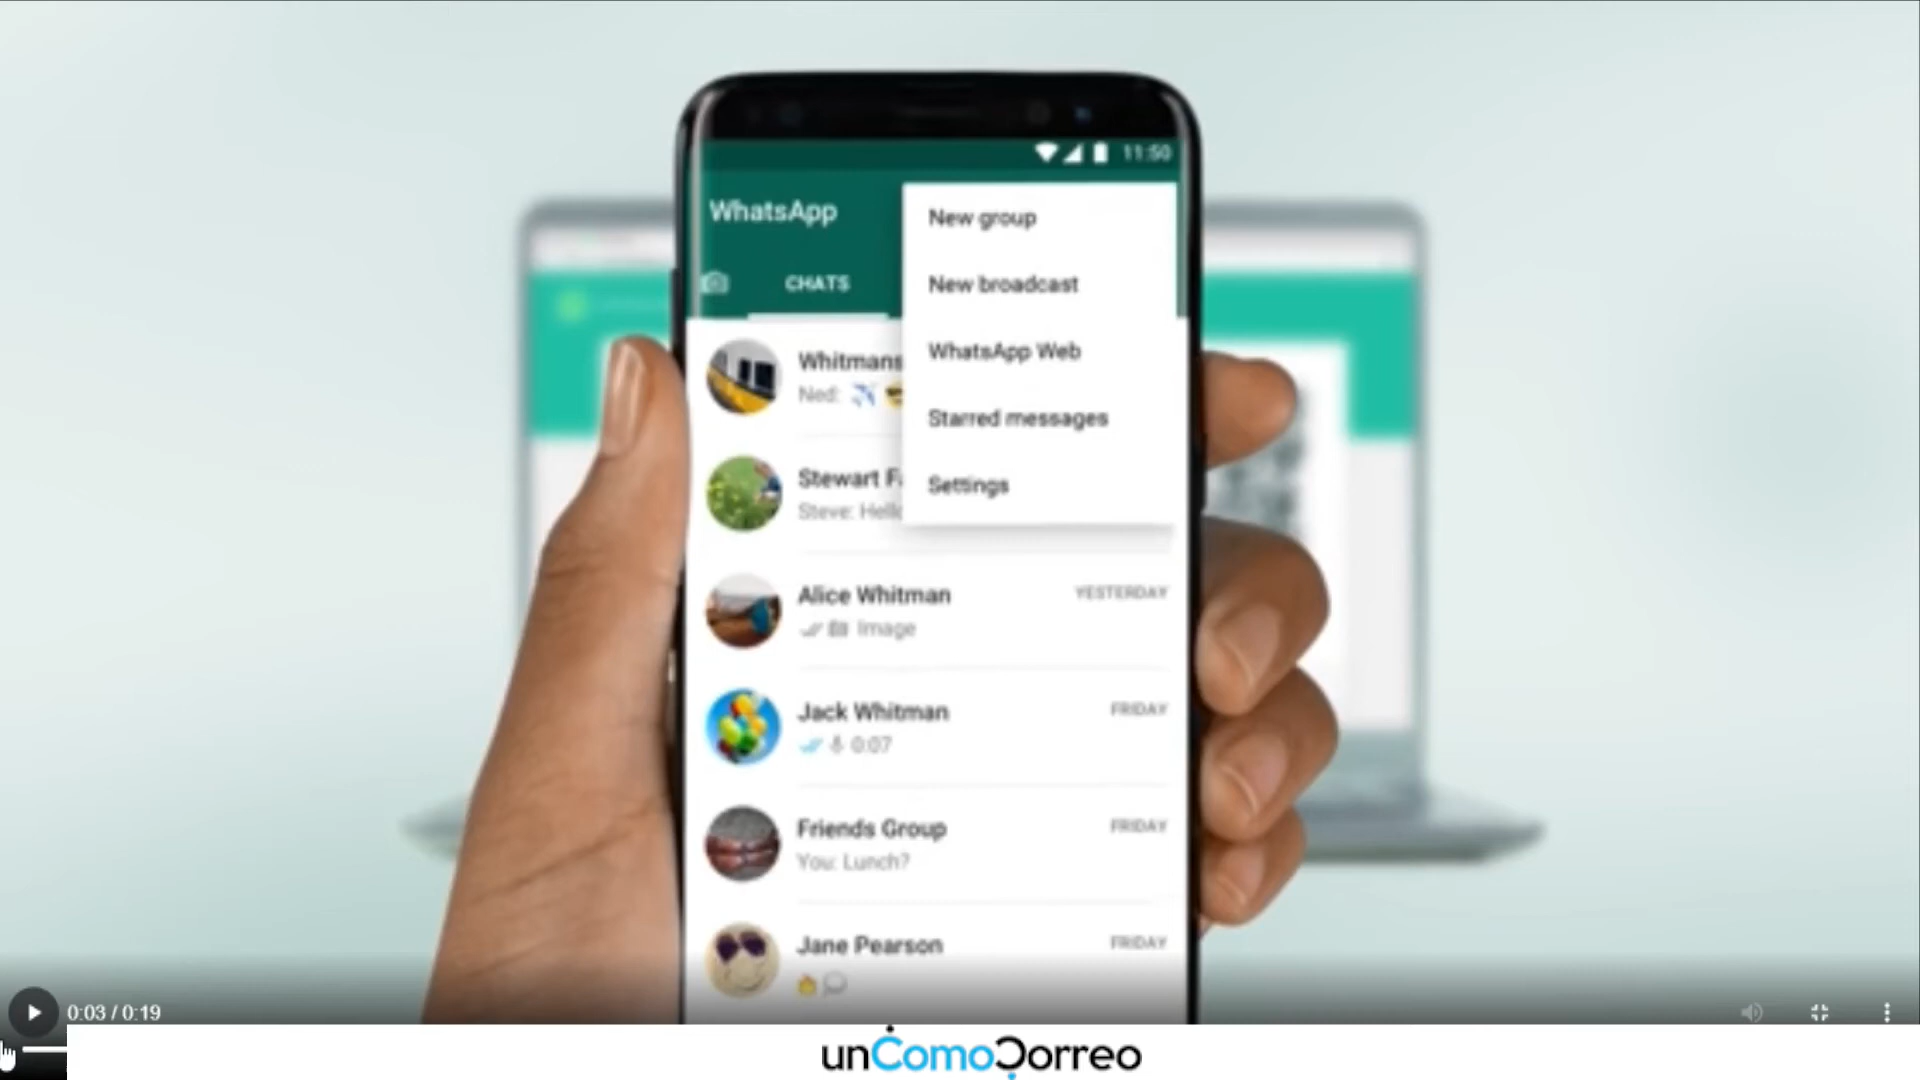 11:50
WhatsApp
CHATS
New group
New broadcast
WhatsApp Web
Starred messages
Settings
Whitmans
Ned:
Stewart F
Steve: Hello
Alice Whitman
YESTERDAY
Image
Jack Whitman
FRIDAY
0:07
Friends Group
FRIDAY
You: Lunch?
Jane Pearson
FRIDAY
0:03 / 0:19
unComoCorreo